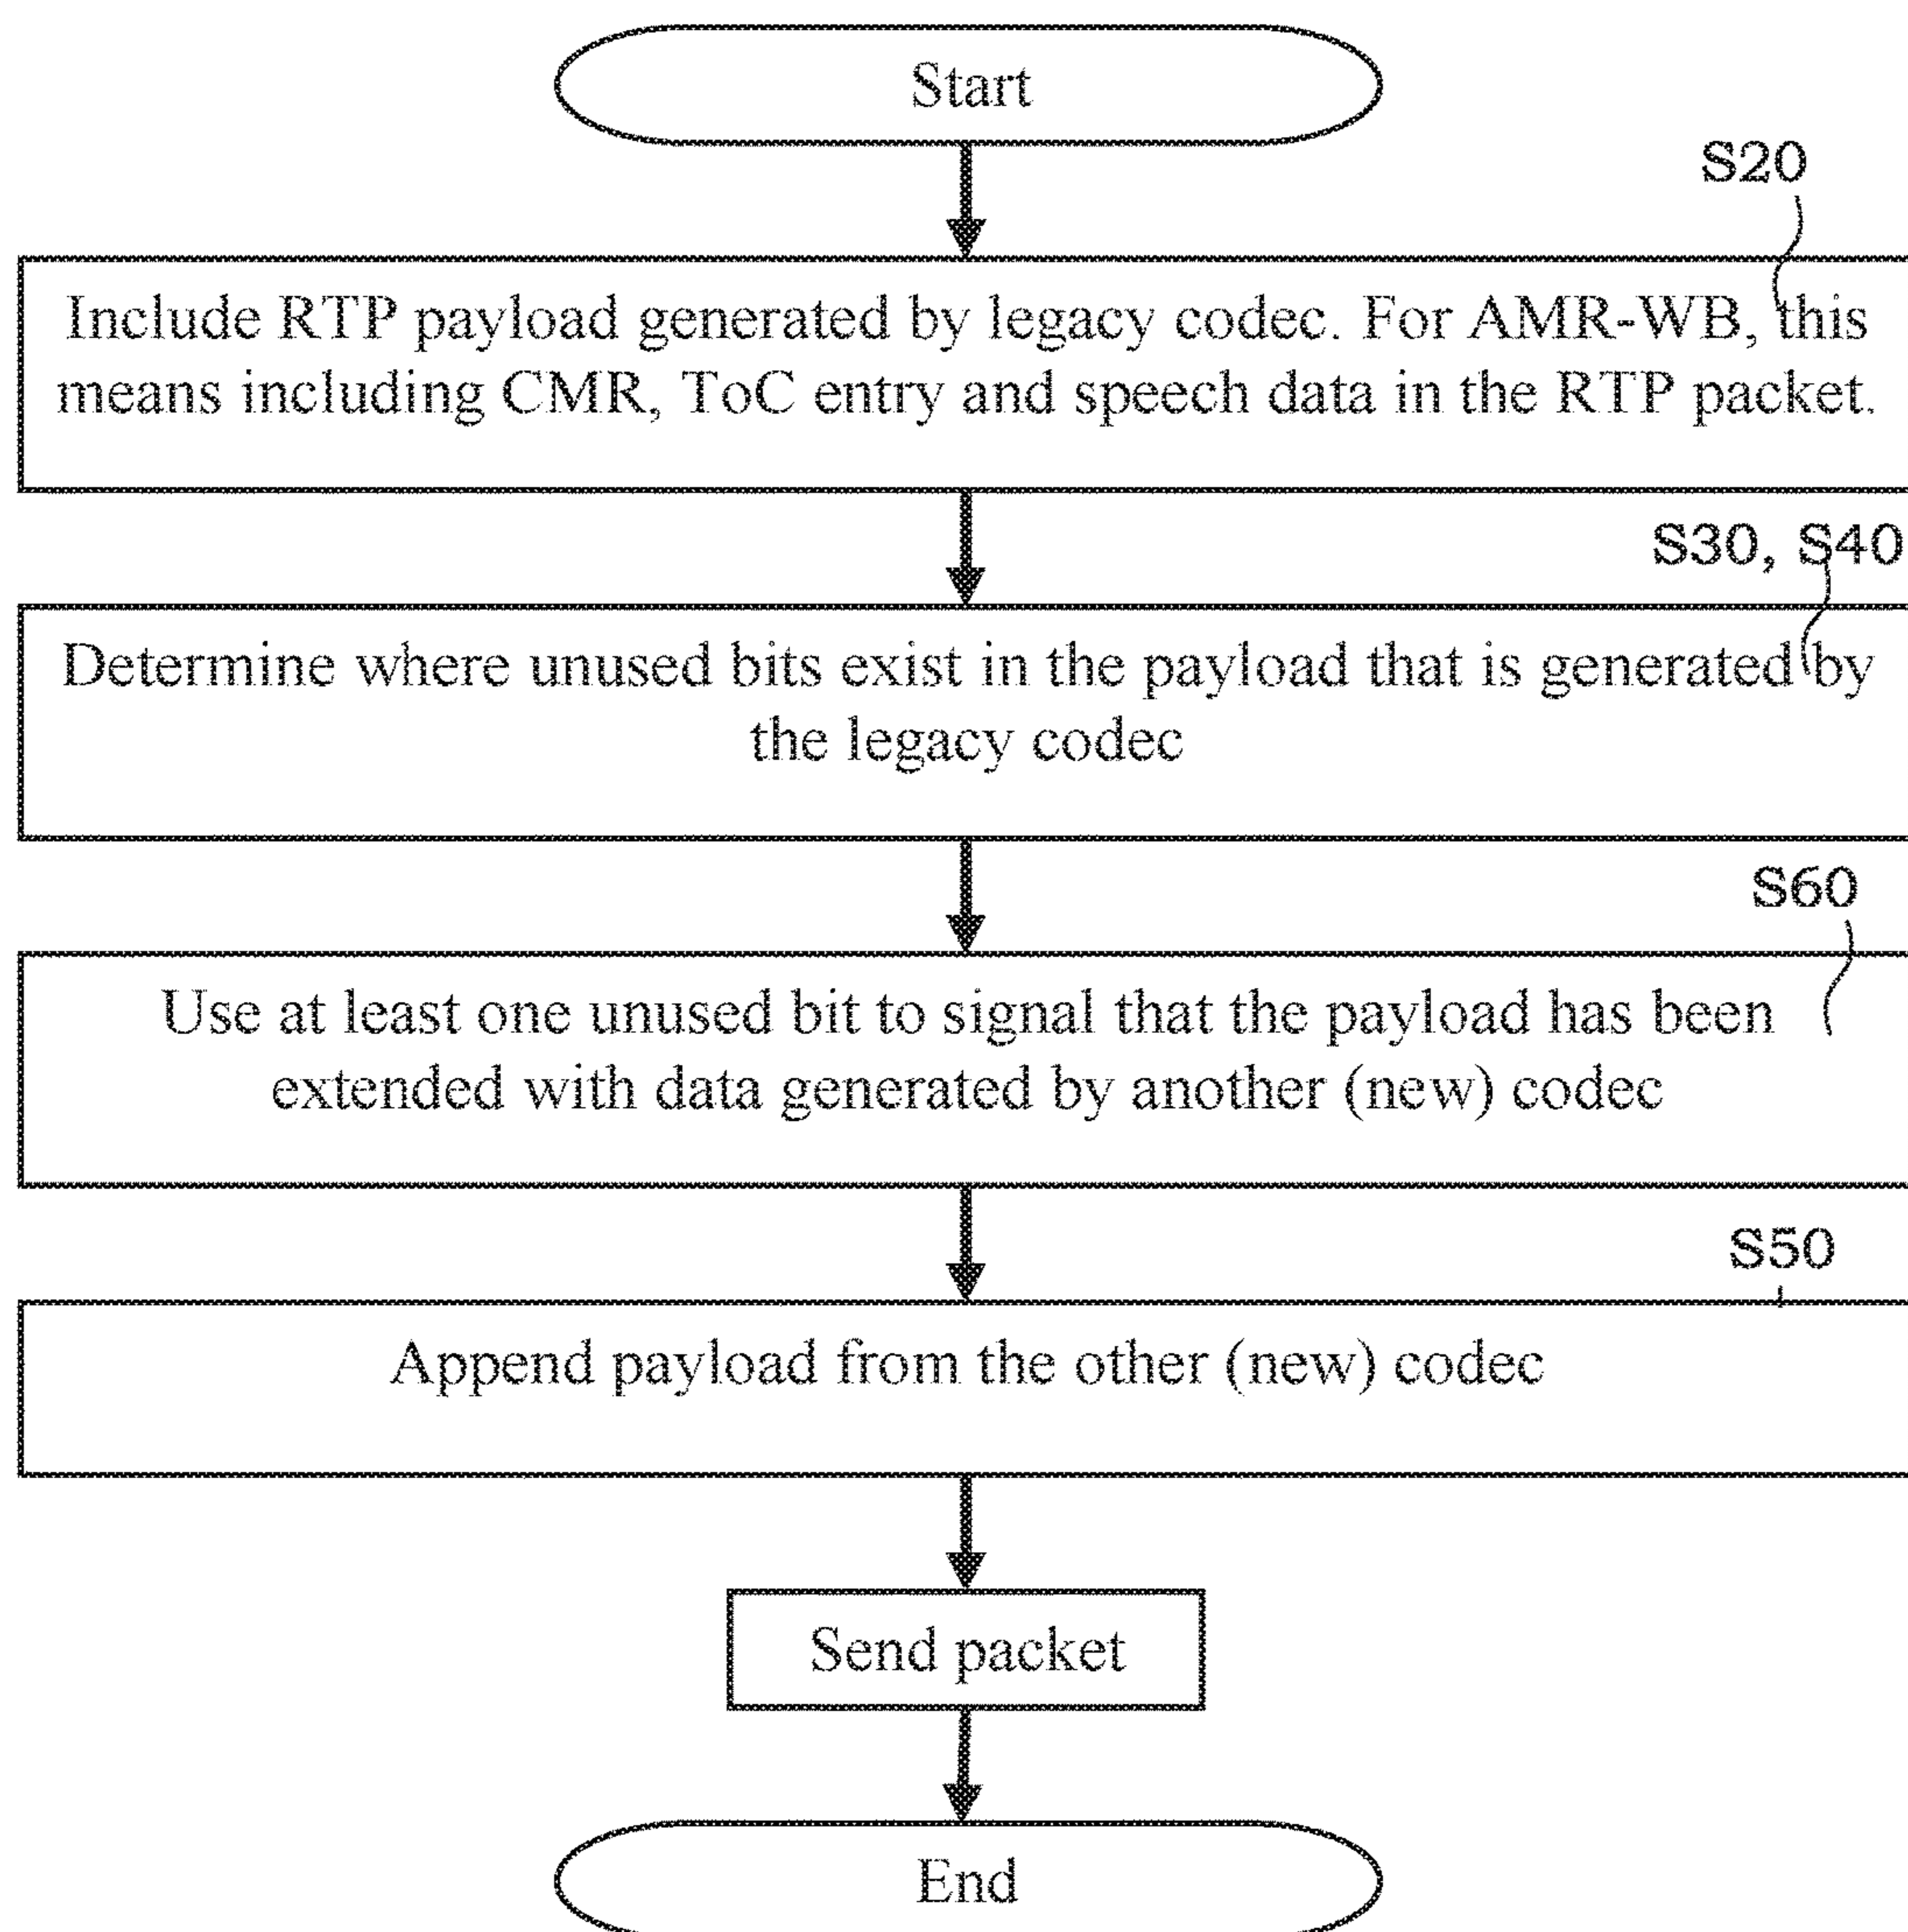 Start
S20
Include RTP payload generated by legacy codec. For AMR-WB, this
means including CMR, ToC entry and speech data in the RTP packet.
S30, S40
Determine where unused bits exist in the payload that is generated by
the legacy codec
S60
Use at least one unused bit to signal that the payload has been
extended with data generated by another (new) codec
S50
Append payload from the other (new) codec
Send packet
End